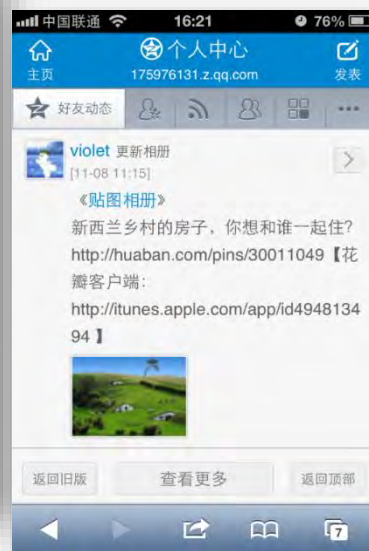 中国联通 16:21 76%
个人中心
主页 175976131.z.qq.com 发表
好友动态
violet 更新相册
[11-08 11:15]
《贴图相册》
新西兰乡村的房子，你想和谁一起住?
http://huaban.com/pins/30011049【花
瓣客户端:
http://itunes.apple.com/app/id4948134
94 】
返回旧版 查看更多 返回顶部
7